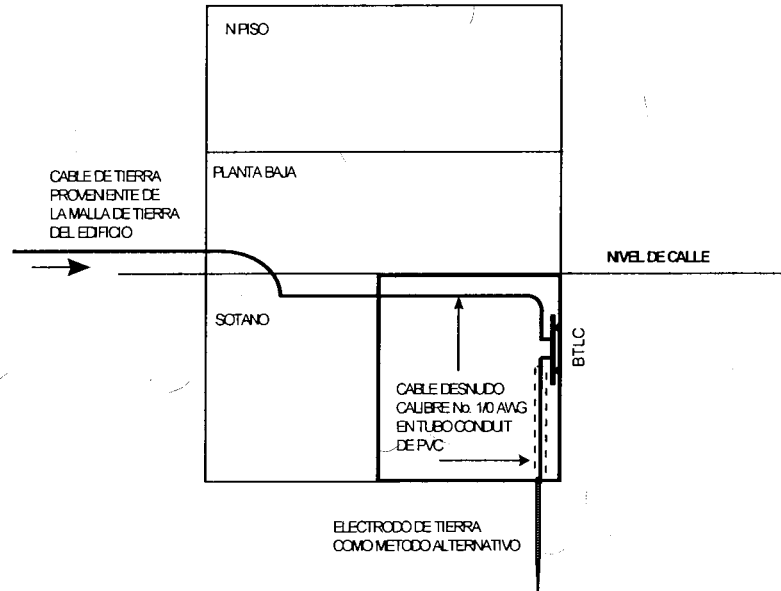 N PISO
PLANTA BAJA
CABLE DE TIERRA
PROVENIENTE DE
LA MALLA DE TIERRA
DEL EDIFICIO
NIVEL DE CALLE
SOTANO
BTLC
CABLE DESNUDO
CALIBRE No. 1/0 AWG
EN TUBO CONDUIT
DE PVC
ELECTRODO DE TIERRA
COMO METODO ALTERNATIVO